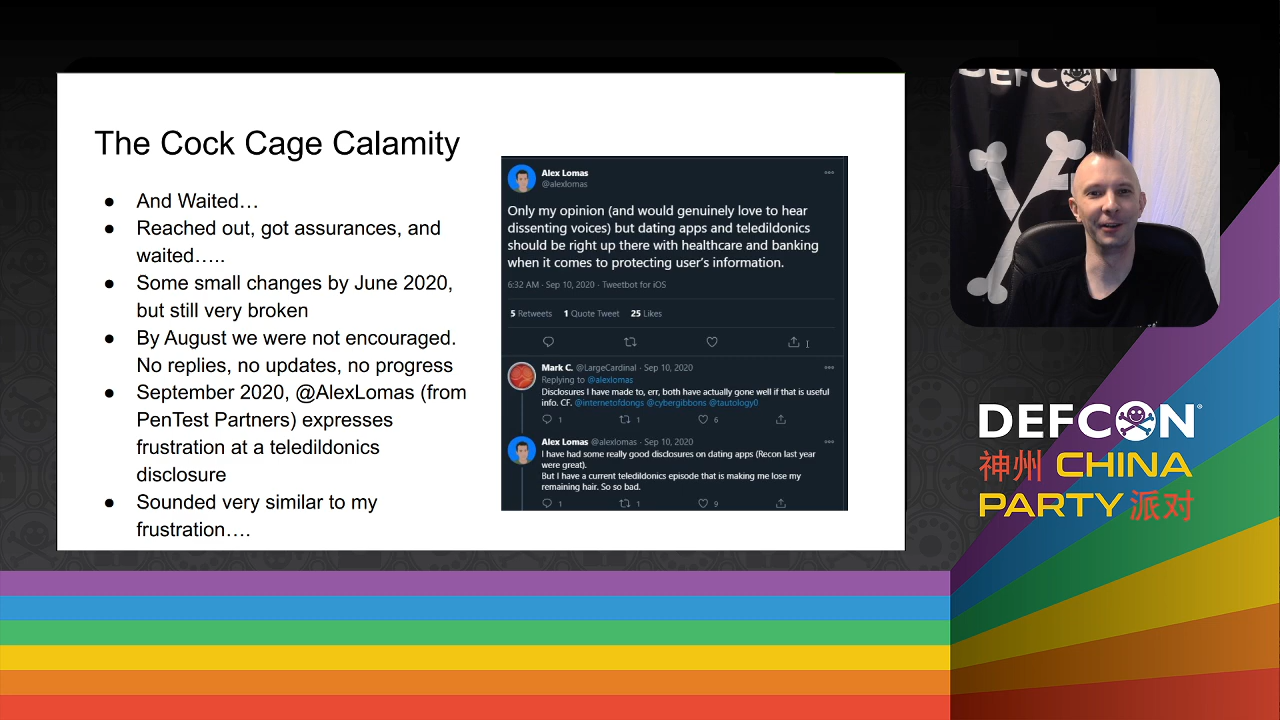 The Cock Cage Calamity
● And Waited…
● Reached out, got assurances, and
waited…..
● Some small changes by June 2020,
but still very broken
● By August we were not encouraged.
No replies, no updates, no progress
● September 2020, @AlexLomas (from
PenTest Partners) expresses
frustration at a teledildonics
disclosure
● Sounded very similar to my
frustration….
Alex Lomas
@alexlomas
Only my opinion (and would genuinely love to hear
dissenting voices) but dating apps and teledildonics
should be right up there with healthcare and banking
when it comes to protecting user's information.
6:32 AM · Sep 10, 2020 · Tweetbot for iOS
5 Retweets 1 Quote Tweet 25 Likes
Mark C. @LargeCardinal · Sep 10, 2020
Replying to @alexlomas
Disclosures I have made to, err, both have actually gone well if that is useful
info. CF. @internetofdongs @cybergibbons @tautology0
1 1 6
Alex Lomas @alexlomas · Sep 10, 2020
I have had some really good disclosures on dating apps (Recon last year
were great).
But I have a current teledildonics episode that is making me lose my
remaining hair. So so bad.
1 1 9
DEFCON
DEFCON®
神州 CHINA
PARTY 派对